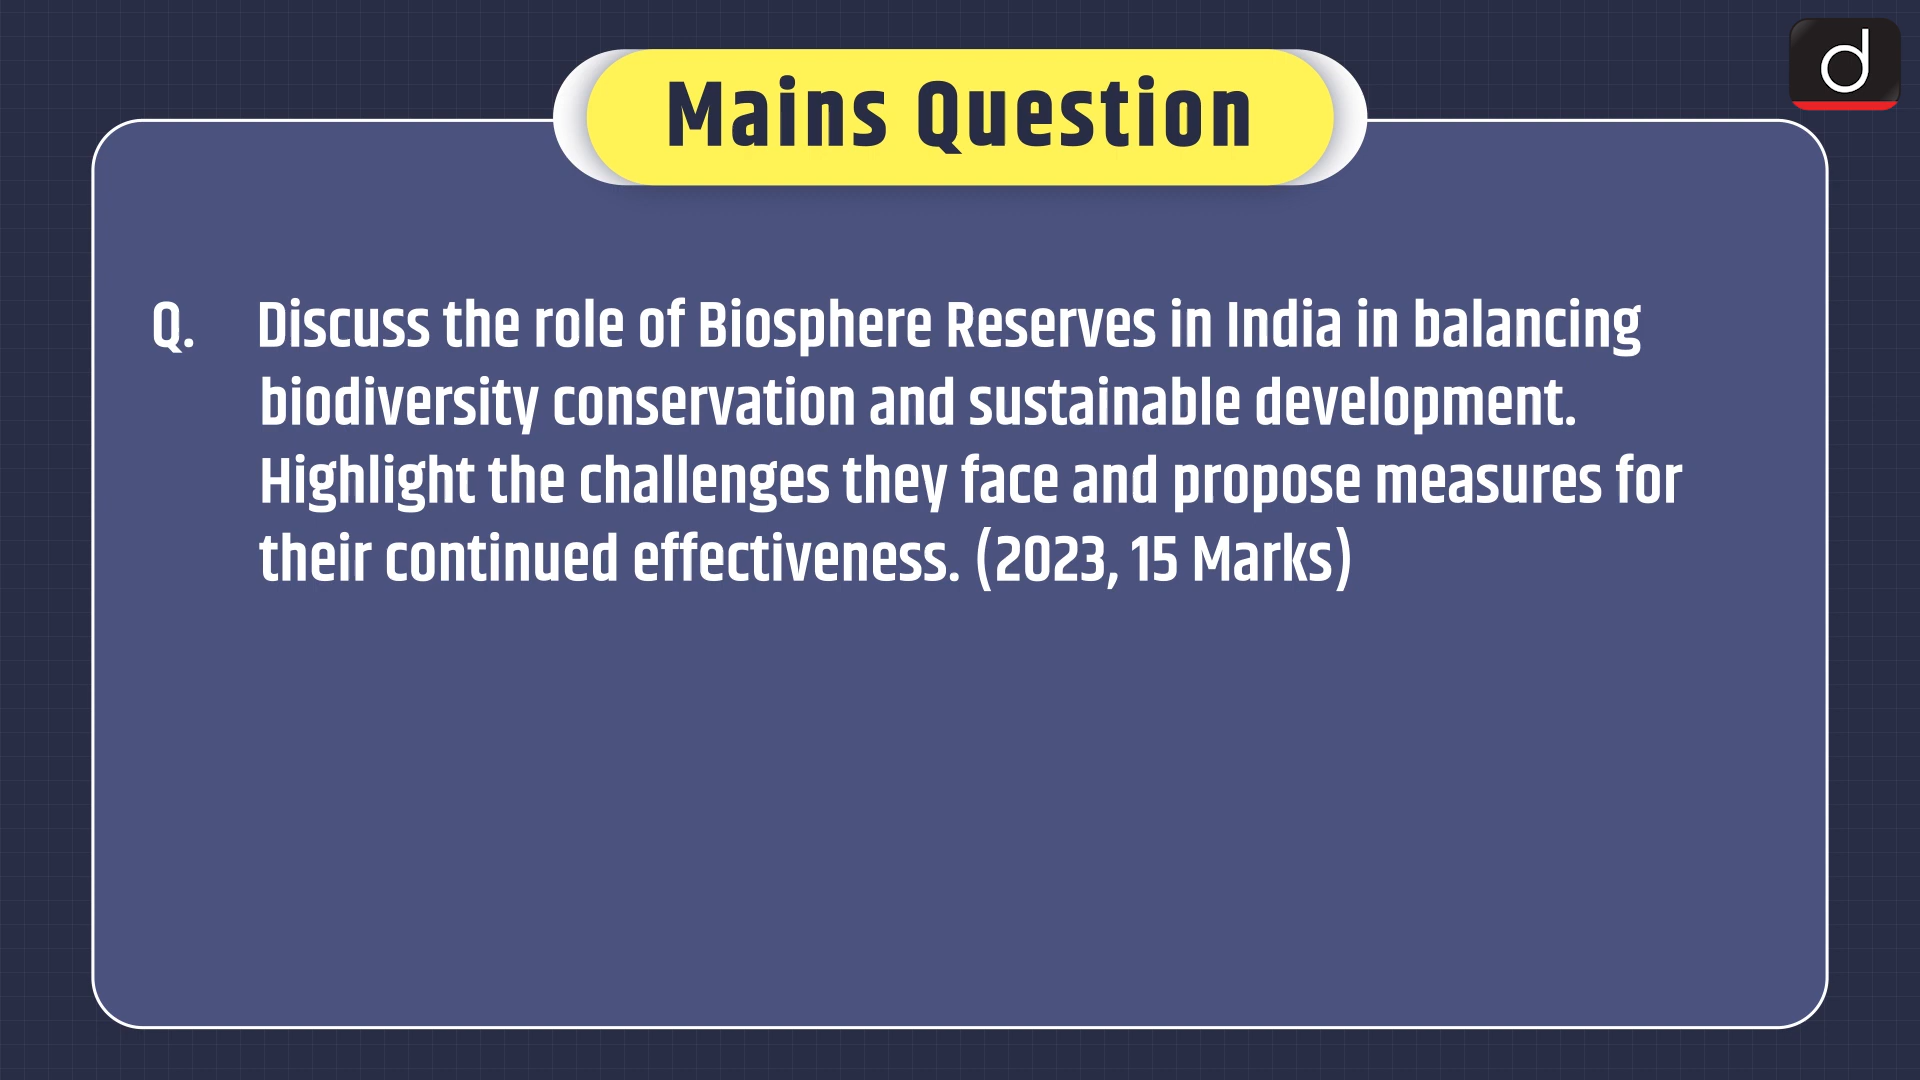 Mains Question
d
Q. Discuss the role of Biosphere Reserves in India in balancing
biodiversity conservation and sustainable development.
Highlight the challenges they face and propose measures for
their continued effectiveness. (2023, 15 Marks)